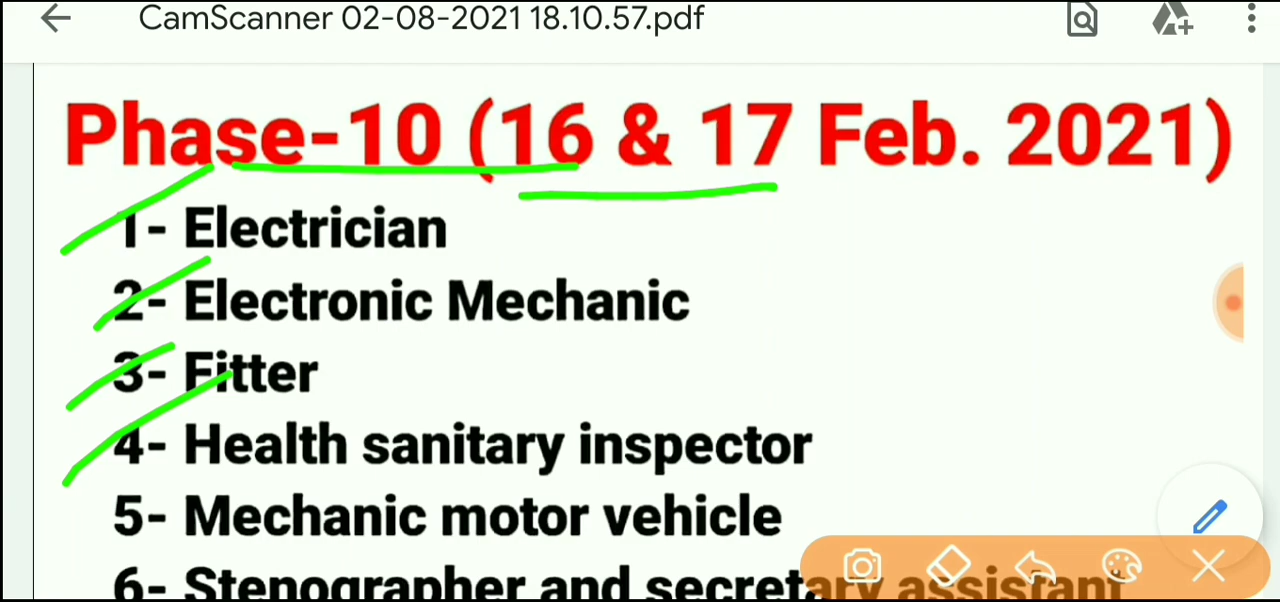 CamScanner 02-08-2021 18.10.57.pdf
Phase-10 (16 & 17 Feb. 2021)
1- Electrician
2- Electronic Mechanic
3- Fitter
4- Health sanitary inspector
5- Mechanic motor vehicle
6- Stenographer and secretary assistant